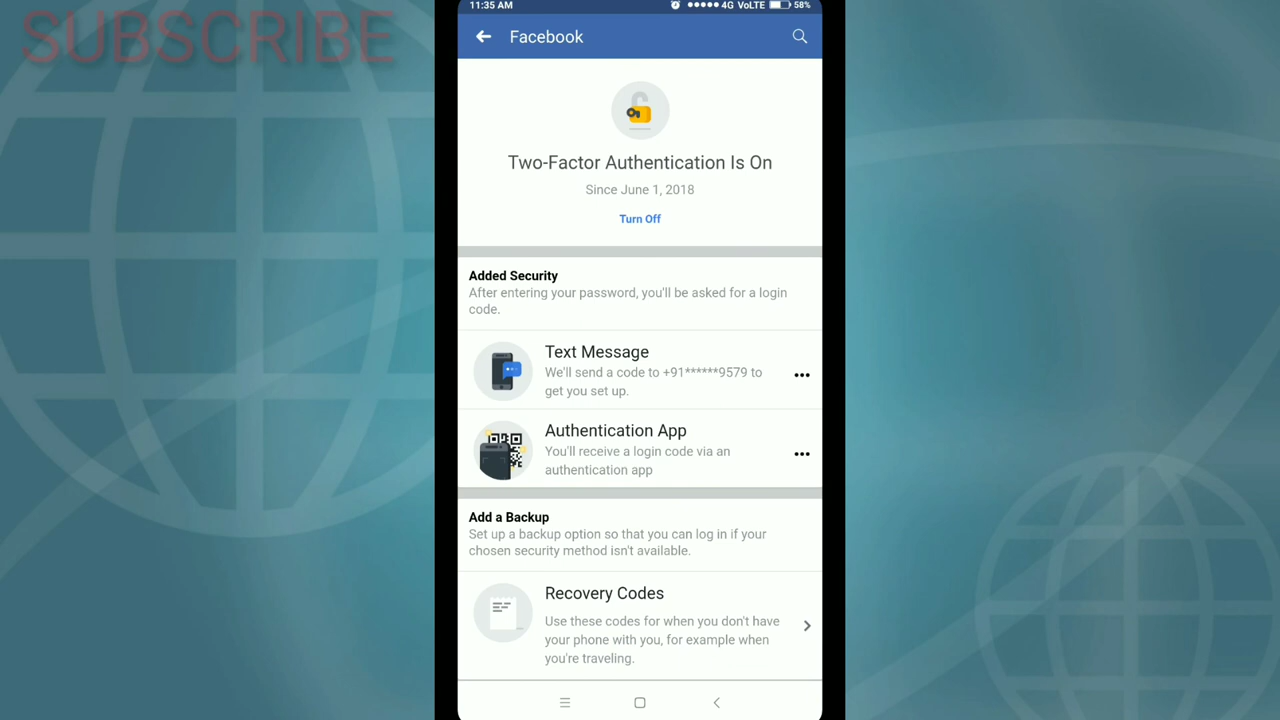 SUBSCRIBE
11:35 AM
4G VoLTE 58%
Facebook
Two-Factor Authentication Is On
Since June 1, 2018
Turn Off
Added Security
After entering your password, you'll be asked for a login
code.
Text Message
We'll send a code to +91******9579 to
get you set up.
Authentication App
You'll receive a login code via an
authentication app
Add a Backup
Set up a backup option so that you can log in if your
chosen security method isn't available.
Recovery Codes
Use these codes for when you don't have
your phone with you, for example when
you're traveling.